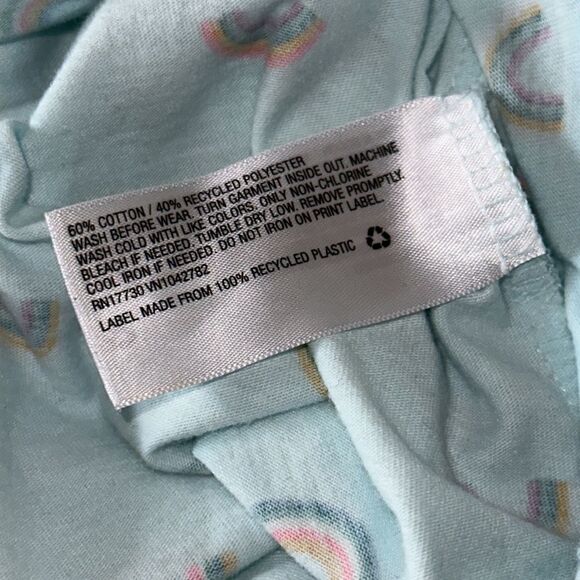 60% COTTON / 40% RECYCLED POLYESTER
WASH BEFORE WEAR. TURN GARMENT INSIDE OUT. MACHINE
WASH COLD WITH LIKE COLORS. ONLY NON-CHLORINE
BLEACH IF NEEDED. TUMBLE DRY LOW. REMOVE PROMPTLY.
COOL IRON IF NEEDED. DO NOT IRON ON PRINT LABEL.
RN17730 VN1042782
LABEL MADE FROM 100% RECYCLED PLASTIC